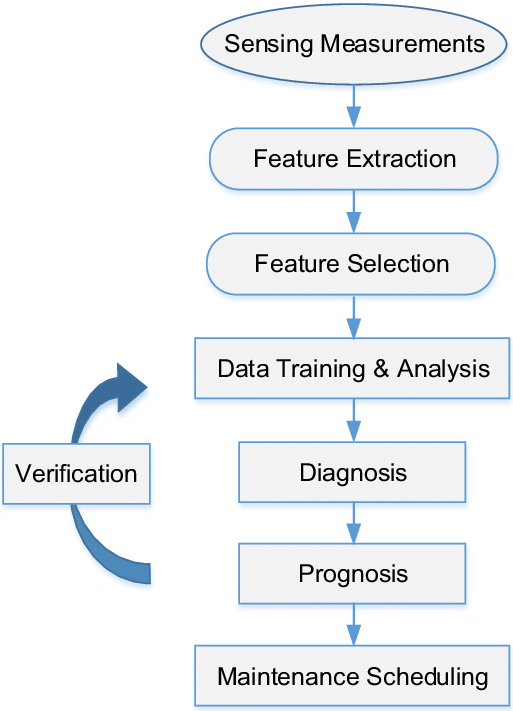 Sensing Measurements
Feature Extraction
Feature Selection
Data Training & Analysis
Verification
Diagnosis
Prognosis
Maintenance Scheduling